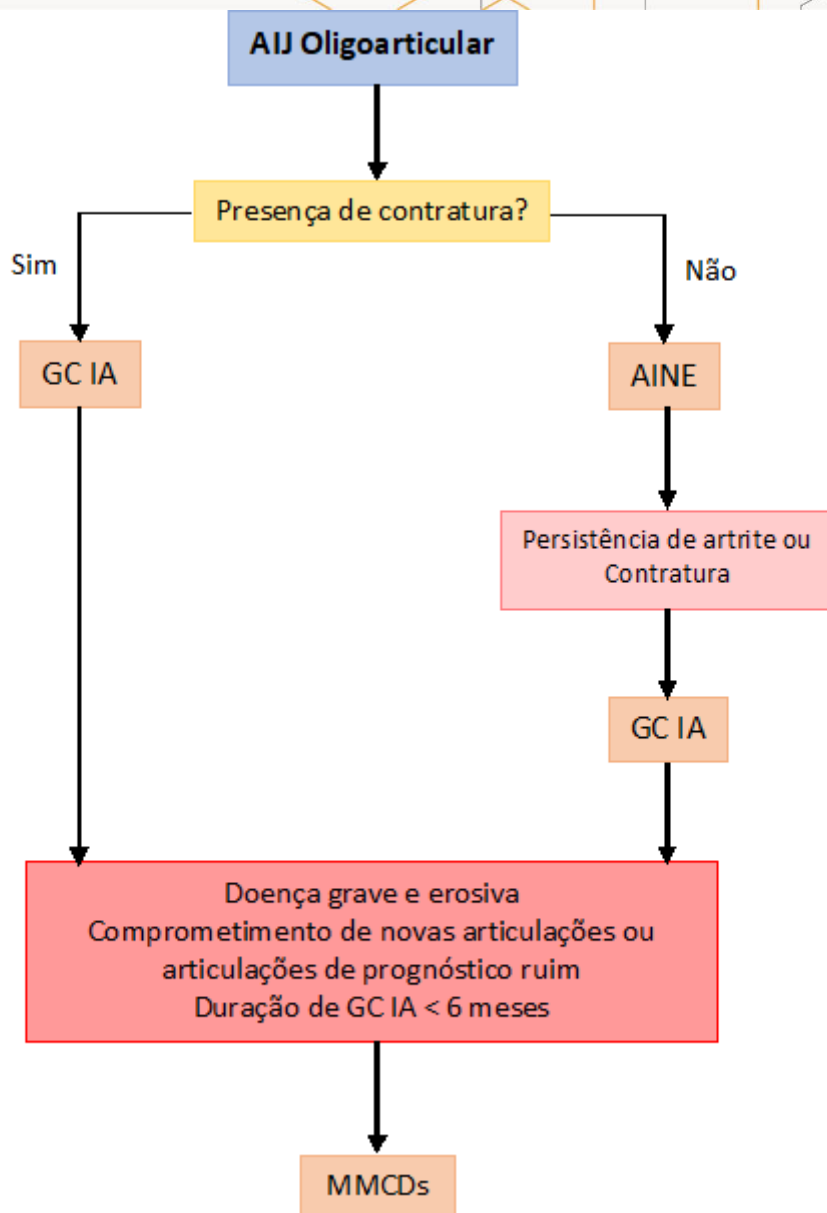 AIJ Oligoarticular
Presença de contratura?
Sim
Não
GC IA
AINE
Persistência de artrite ou
Contratura
GC IA
Doença grave e erosiva
Comprometimento de novas articulações ou
articulações de prognóstico ruim
Duração de GC IA < 6 meses
MMCDs